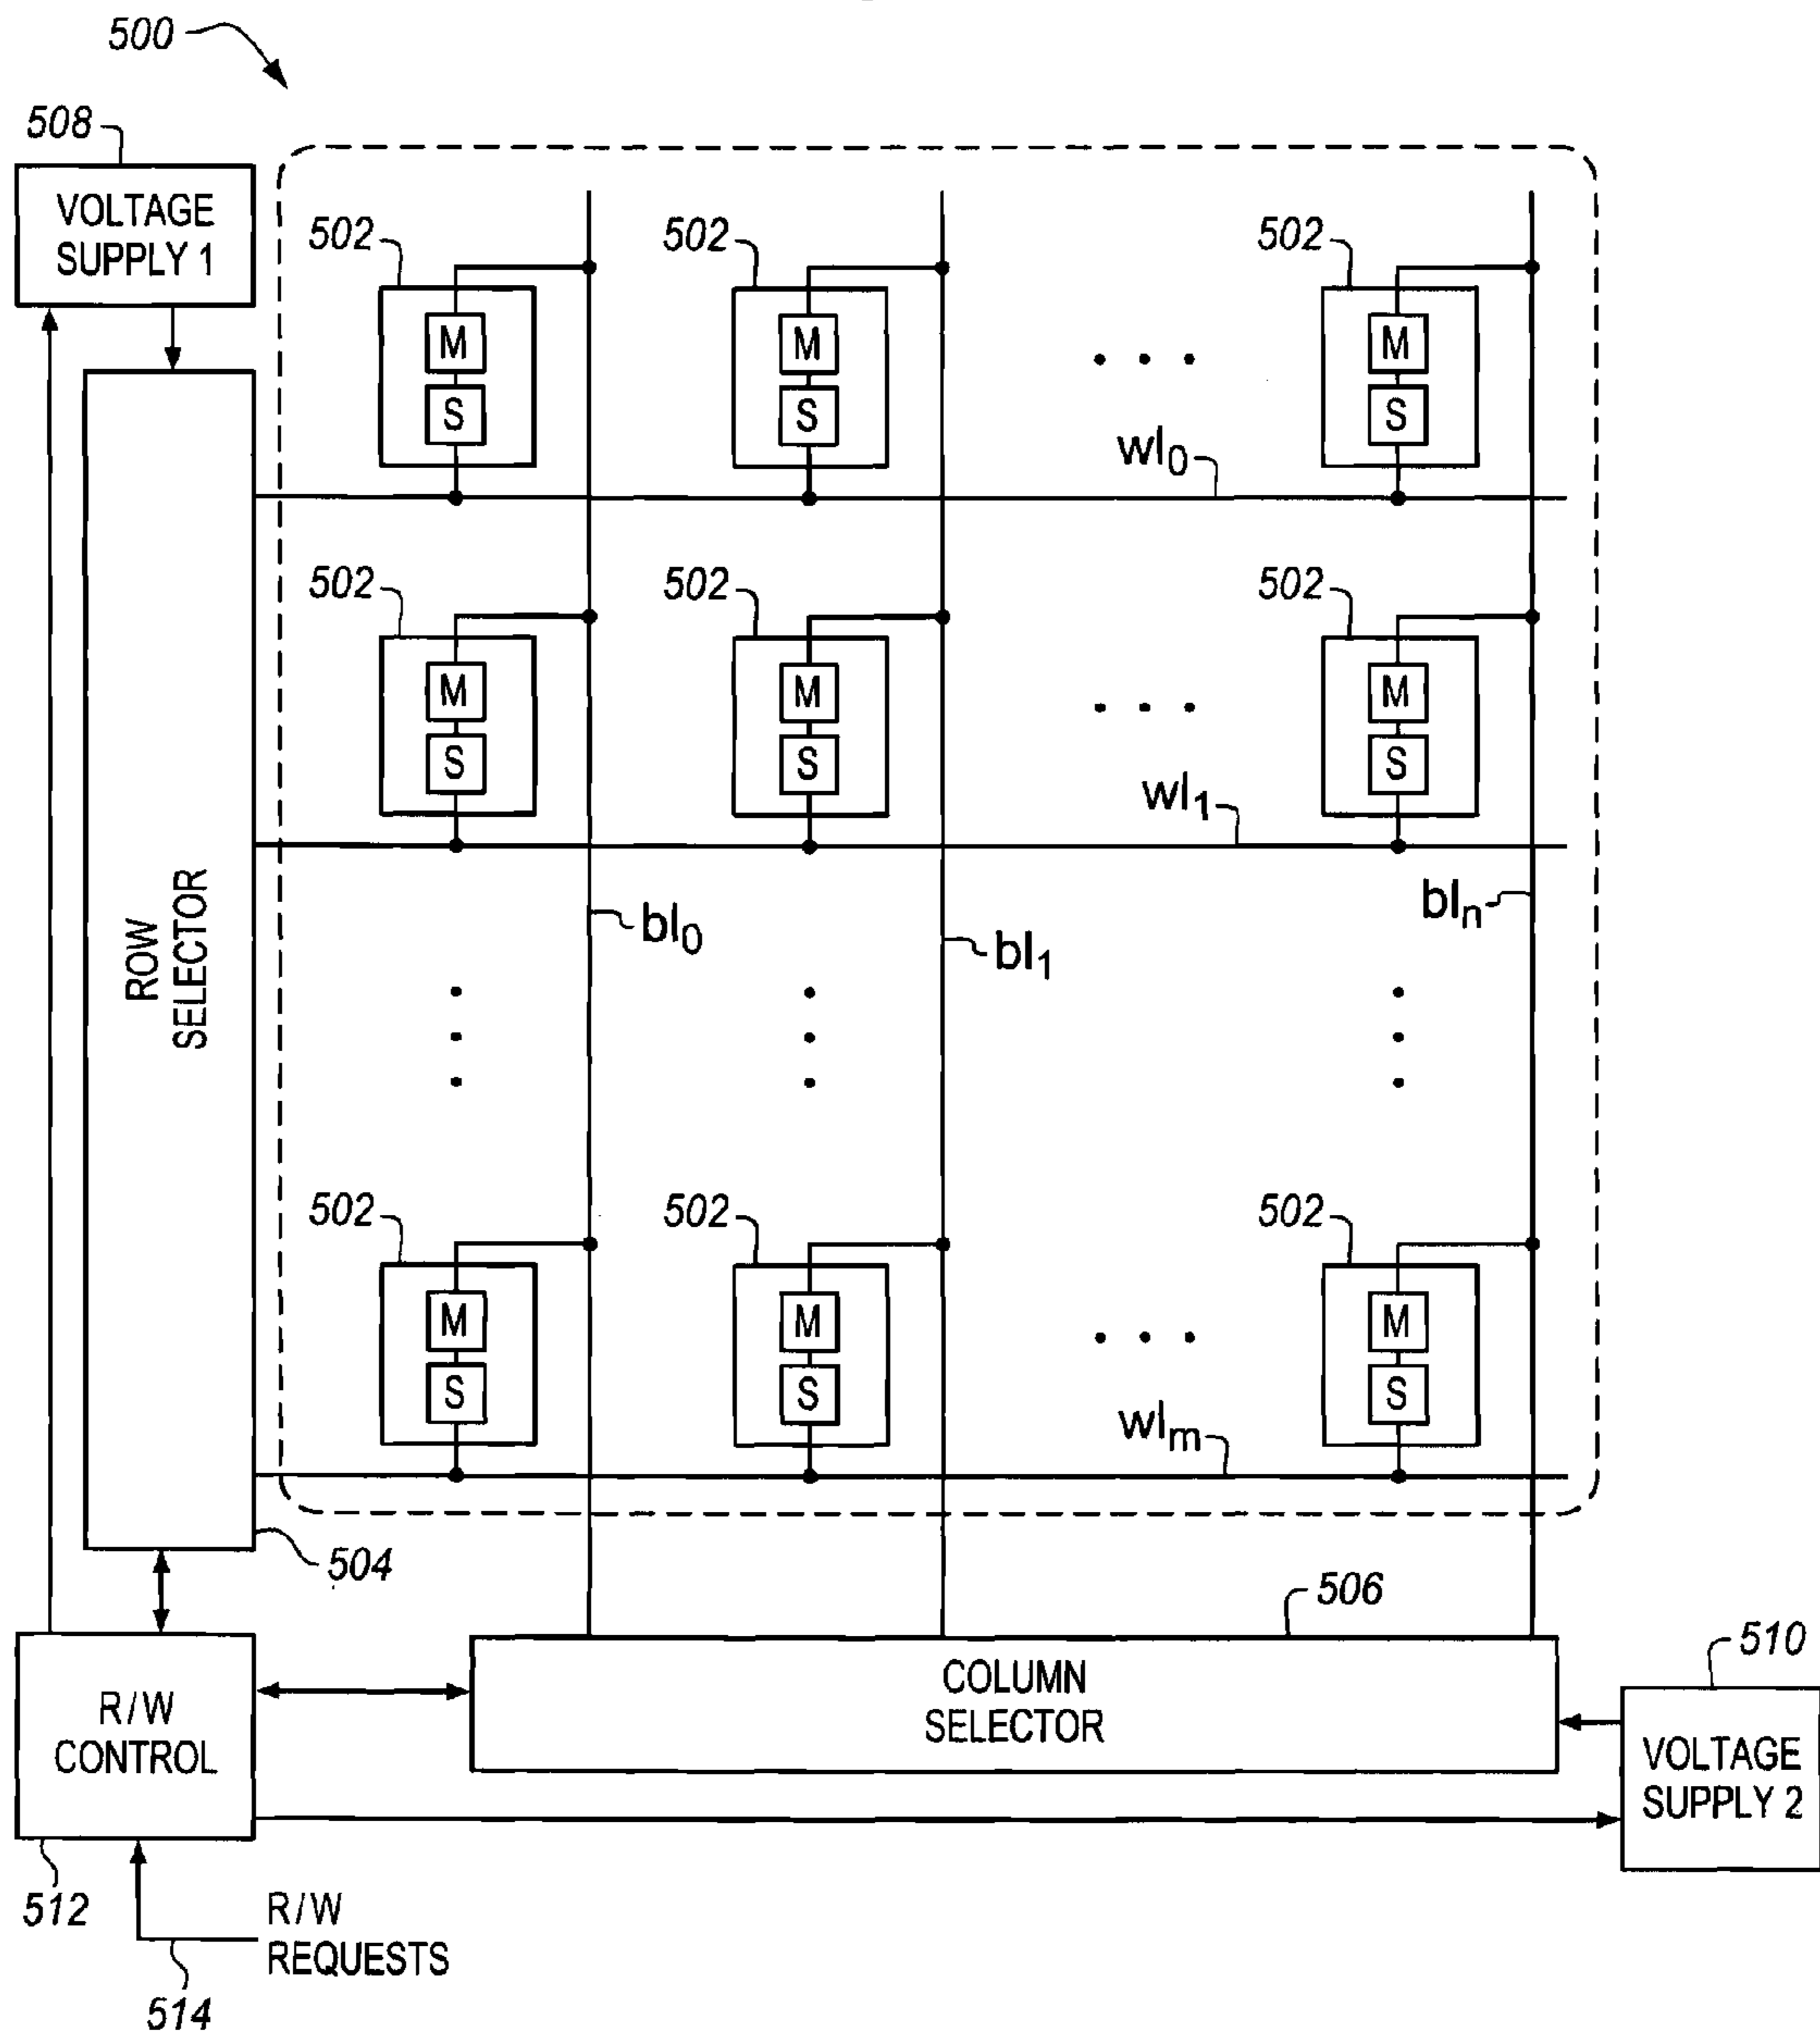 500
508
VOLTAGE
SUPPLY 1
502 502 502
M M M
S S S
wl0
502 502 502
M M M
S S S
wl1
ROW
SELECTOR
bl0 bl1 bln
502 502 502
M M M
S S S
wlm
504
506
510
R/W
CONTROL
COLUMN
SELECTOR
VOLTAGE
SUPPLY 2
512
R/W
REQUESTS
514